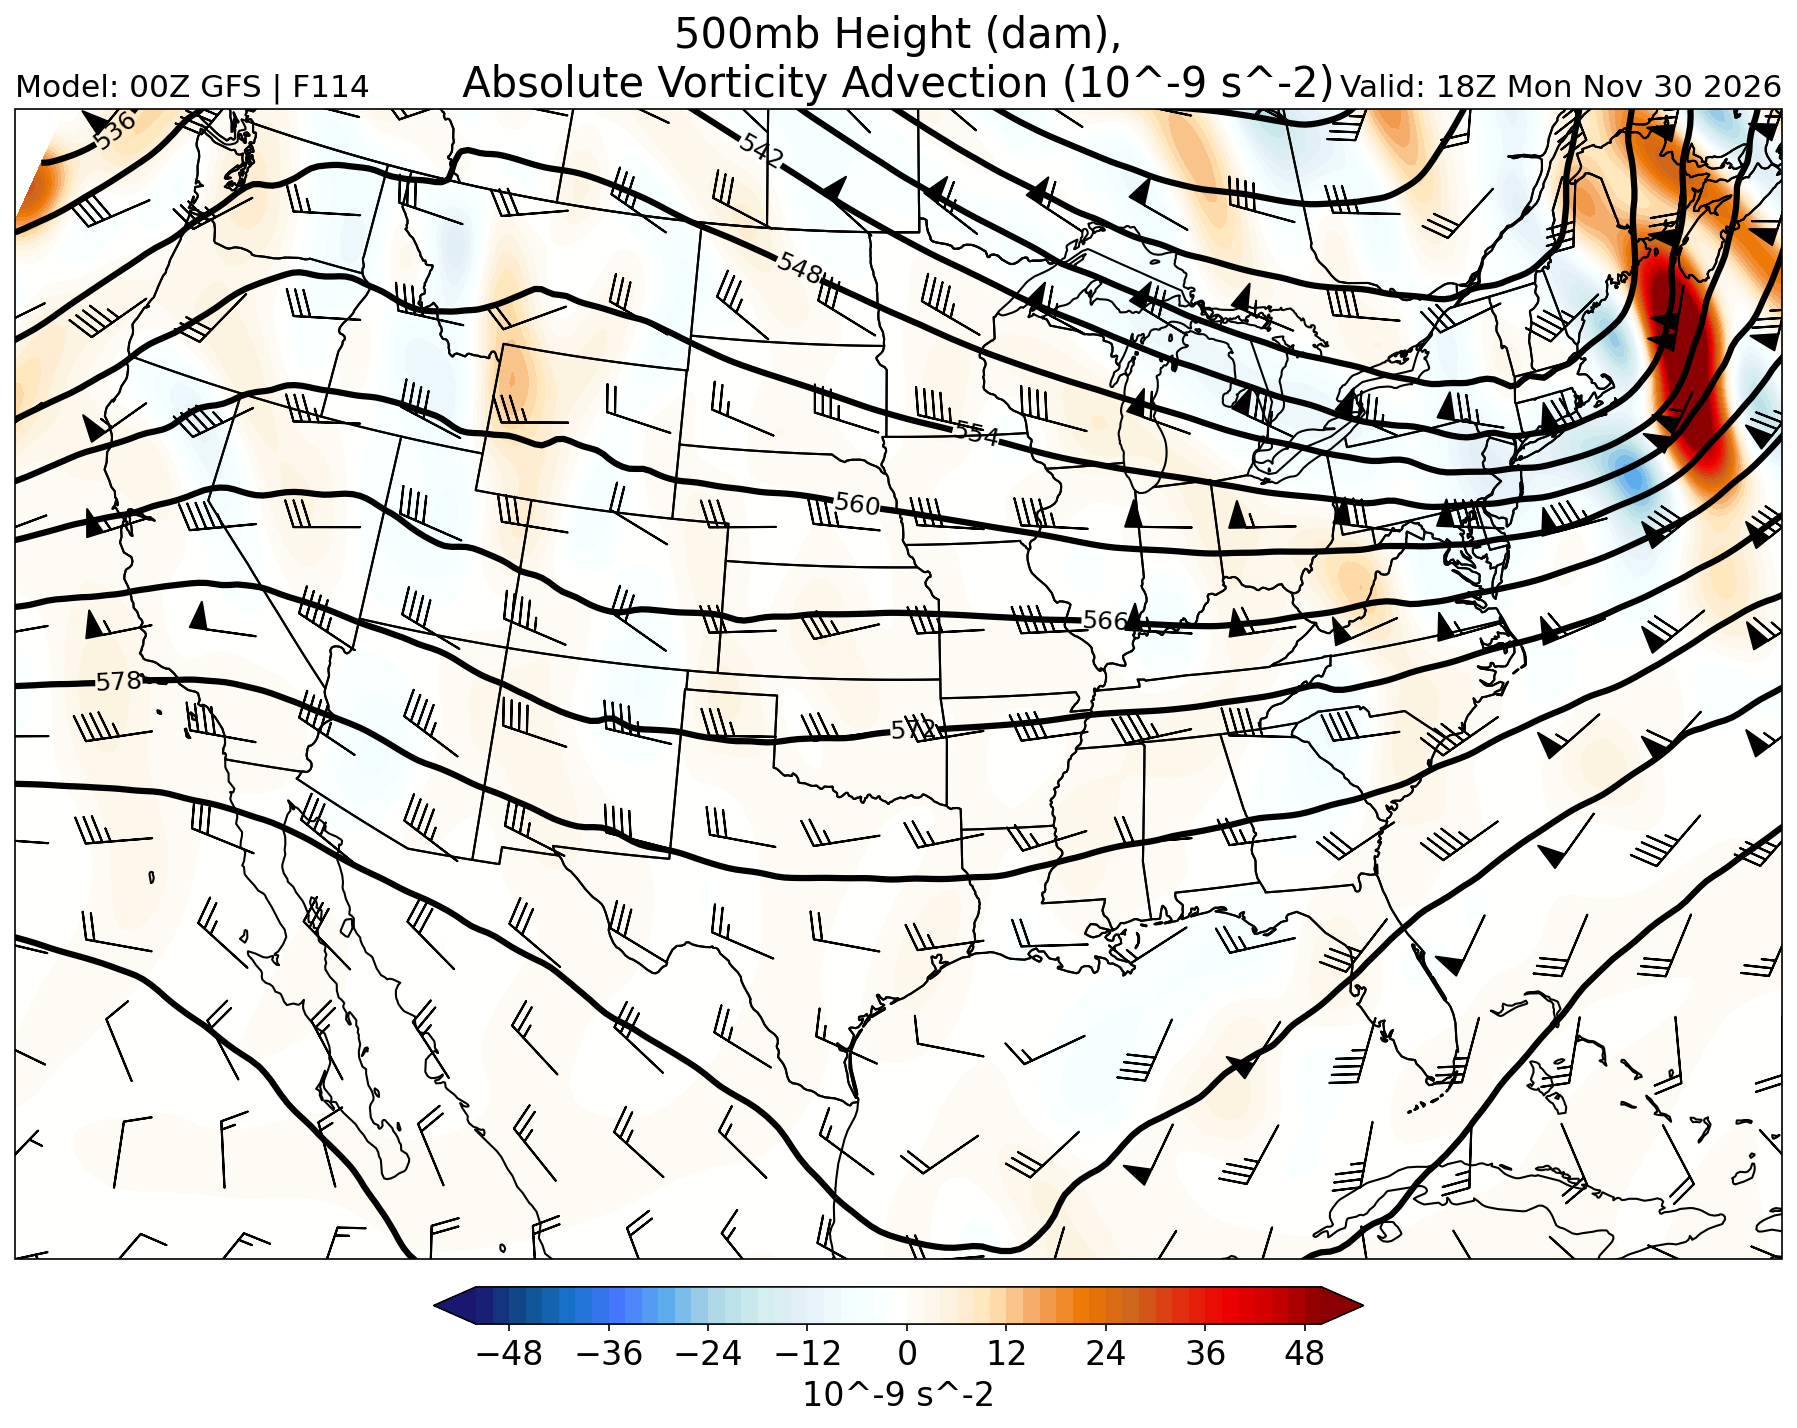 500mb Height (dam),
Model: 00Z GFS | F114
Absolute Vorticity Advection (10^-9 s^-2)
Valid: 18Z Mon Nov 30 2026
536
542
548
554
560
566
578
572
−48 −36 −24 −12 0 12 24 36 48
10^-9 s^-2